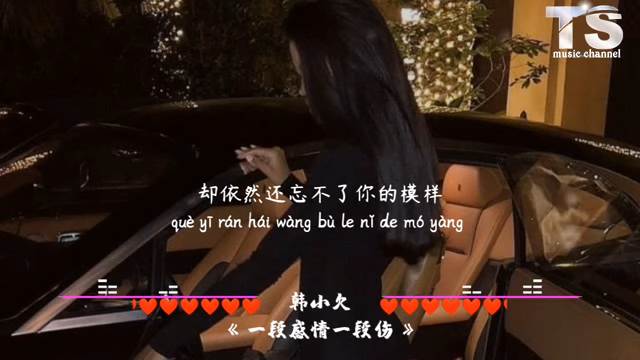 TS
music channel
却依然还忘不了你的模样
què yī rán hái wàng bù le nǐ de mó yàng
韩小欠
《一段感情一段伤》